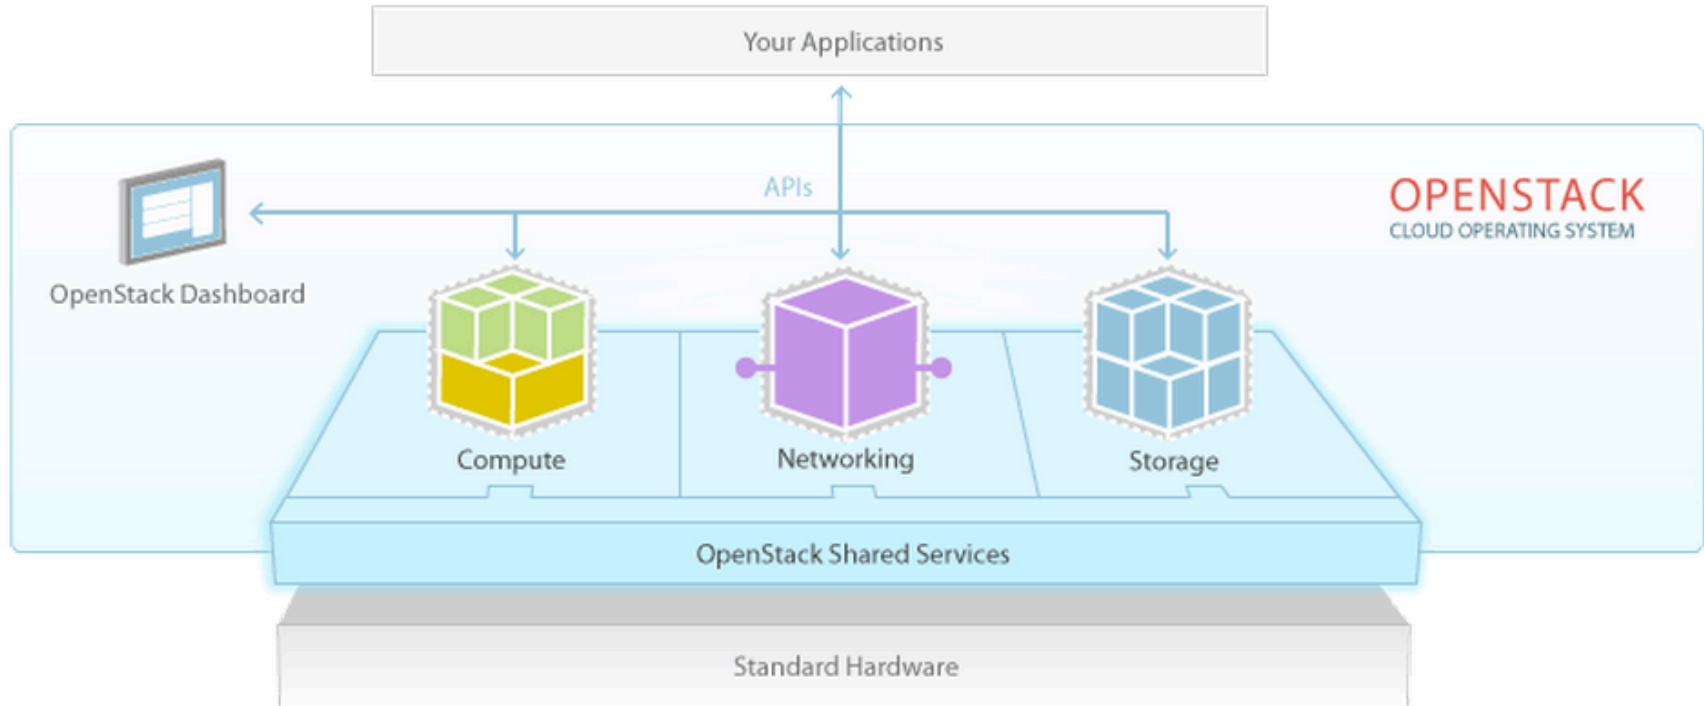 Your Applications
APIs
OPENSTACK
CLOUD OPERATING SYSTEM
OpenStack Dashboard
Compute
Networking
Storage
OpenStack Shared Services
Standard Hardware